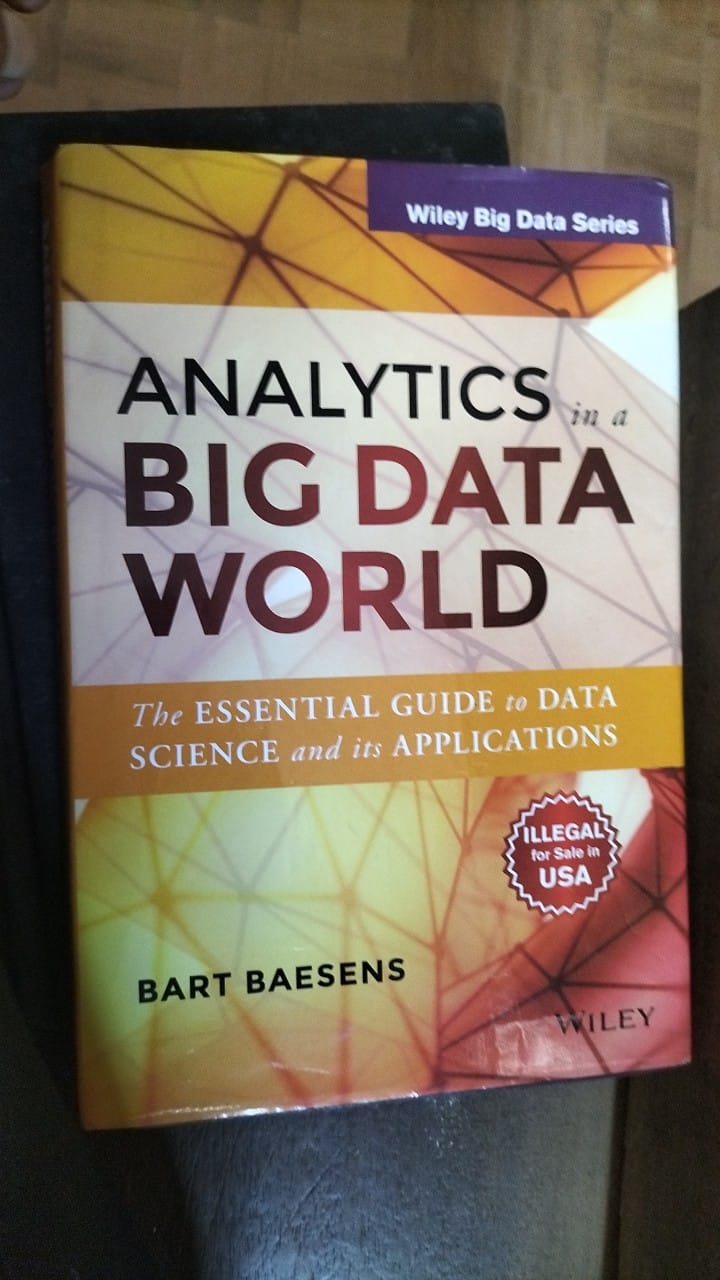 Wiley Big Data Series
ANALYTICS in a
BIG DATA
WORLD
The ESSENTIAL GUIDE to DATA
SCIENCE and its APPLICATIONS
ILLEGAL
for Sale in
USA
BART BAESENS
WILEY